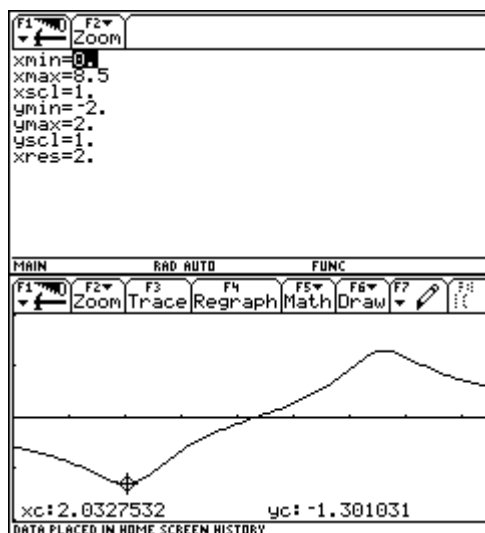 F1 F2
Zoom
xmin=0.
xmax=8.5
xscl=1.
ymin=-2.
ymax=2.
yscl=1.
xres=2.
MAIN RAD AUTO FUNC
F1 F2 F3 F4 F5 F6 F7
Zoom Trace Regraph Math Draw
xc:2.0327532 yc:-1.301031
DATA PLACED IN HOME SCREEN HISTORY